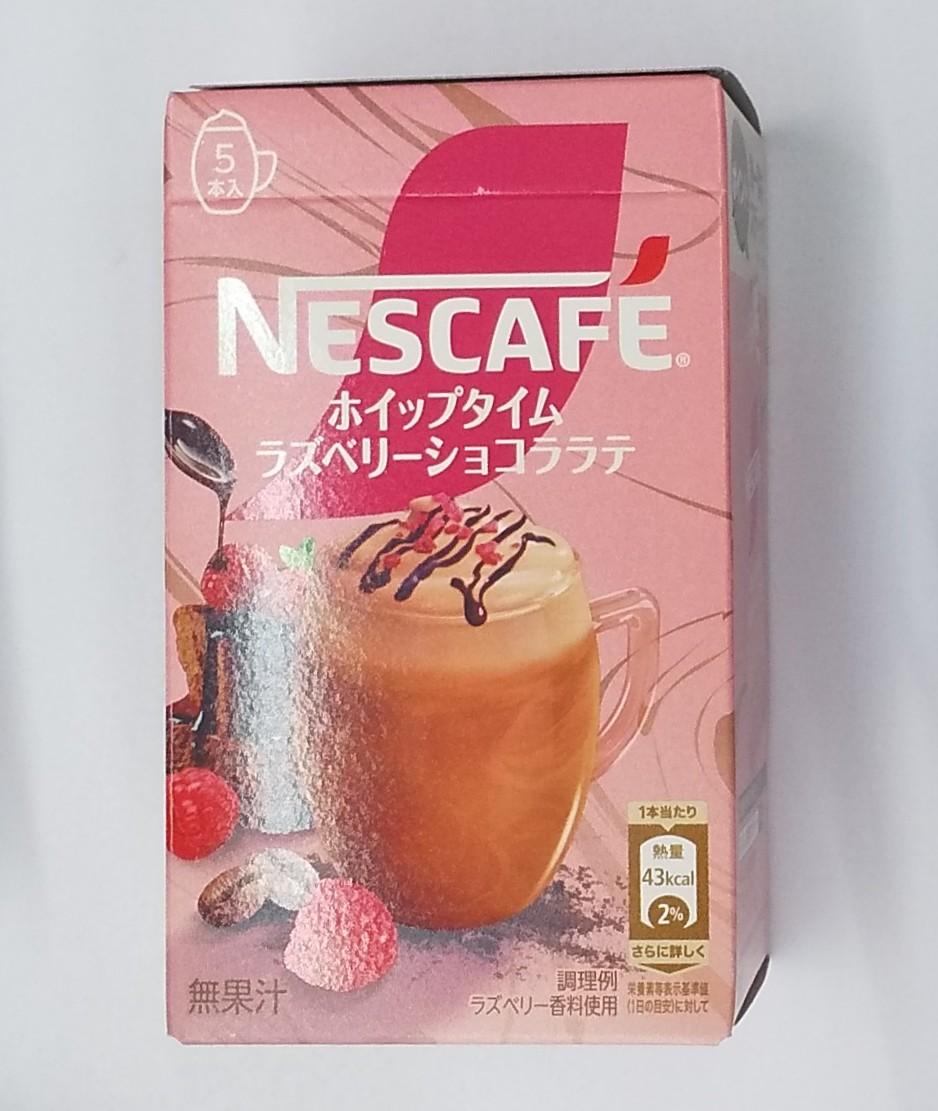 5
本入
NESCAFÉ®
ホイップタイム
ラズベリーショコララテ
1本当たり
熱量
43kcal
2%
さらに詳しく
栄養素等表示基準値
(1日の目安)に対して
調理例
ラズベリー香料使用
無果汁